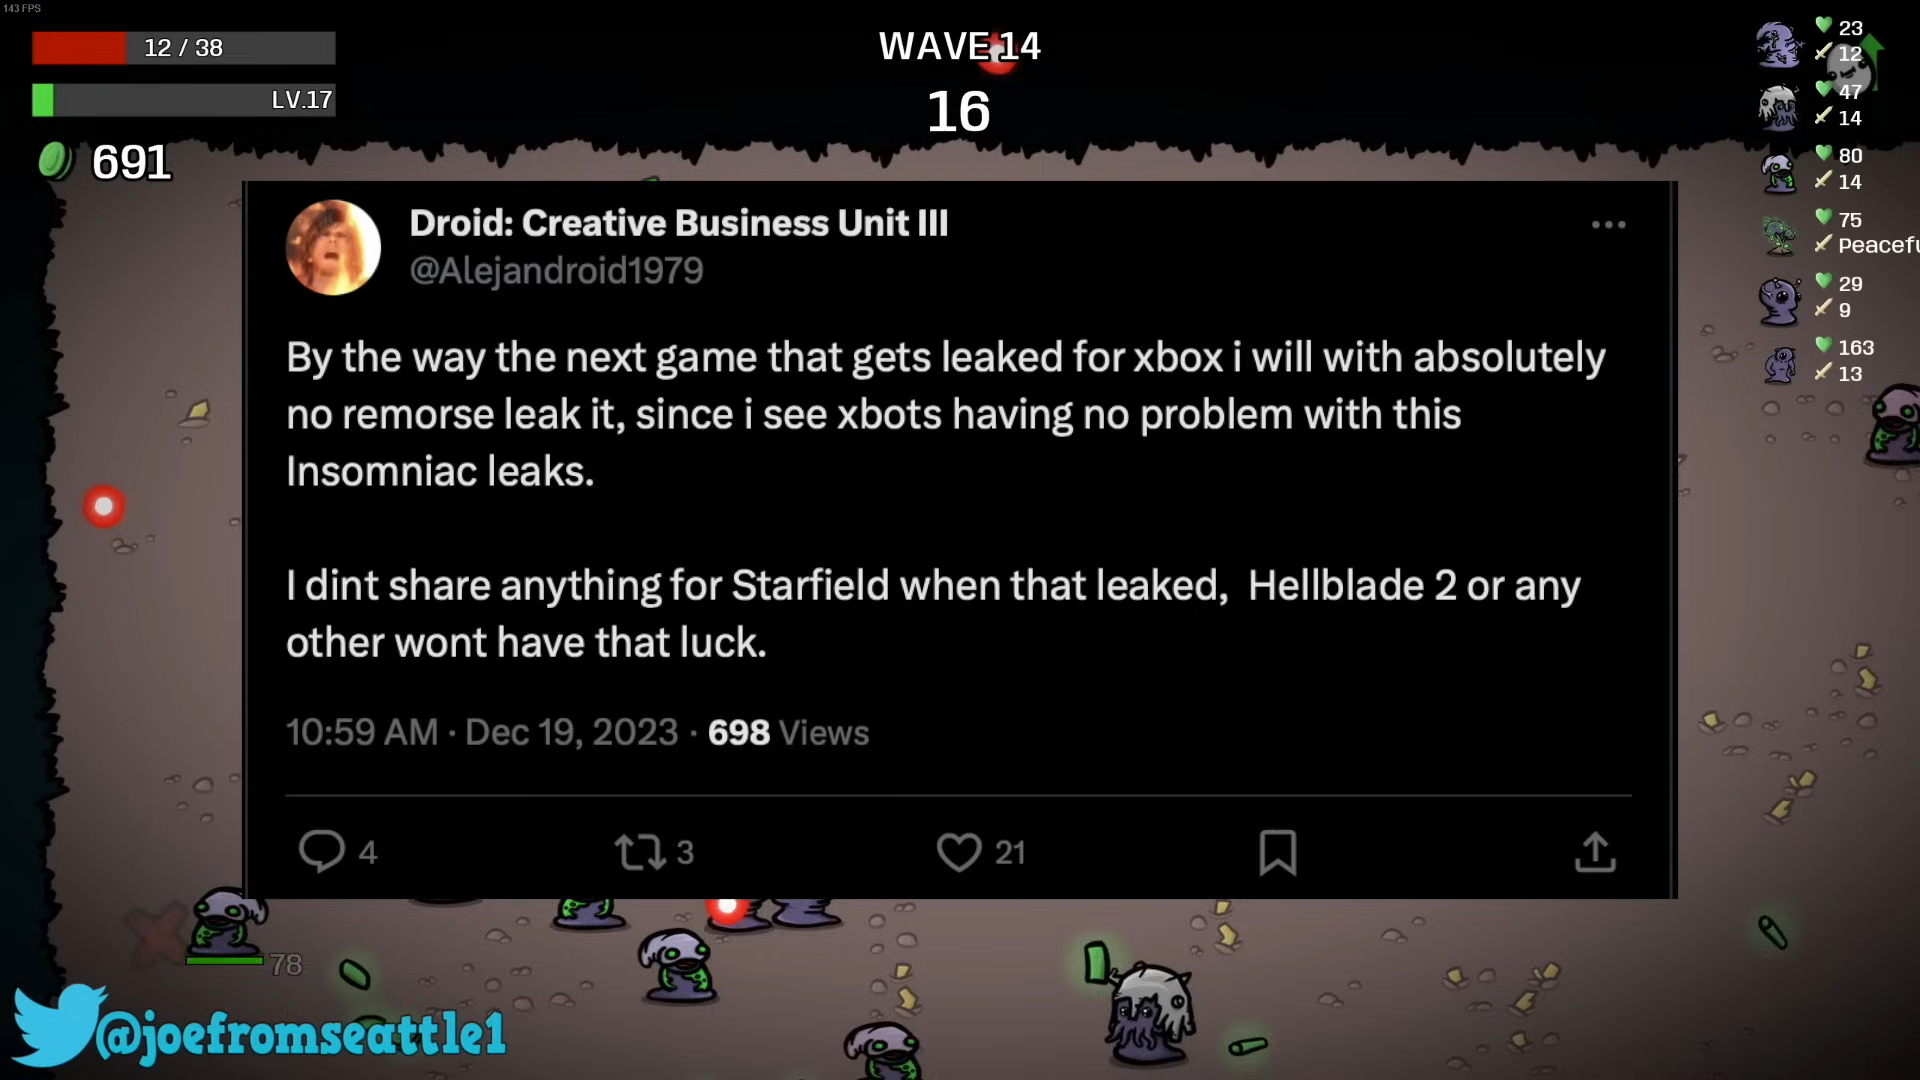 143 FPS
12 / 38
LV.17
691
WAVE 14
16
23
12
47
14
80
14
75
Peacefu
29
9
163
13
Droid: Creative Business Unit III
@Alejandroid1979
By the way the next game that gets leaked for xbox i will with absolutely
no remorse leak it, since i see xbots having no problem with this
Insomniac leaks.
I dint share anything for Starfield when that leaked,  Hellblade 2 or any
other wont have that luck.
10:59 AM · Dec 19, 2023 · 698 Views
4
3
21
78
@joefromseattle1